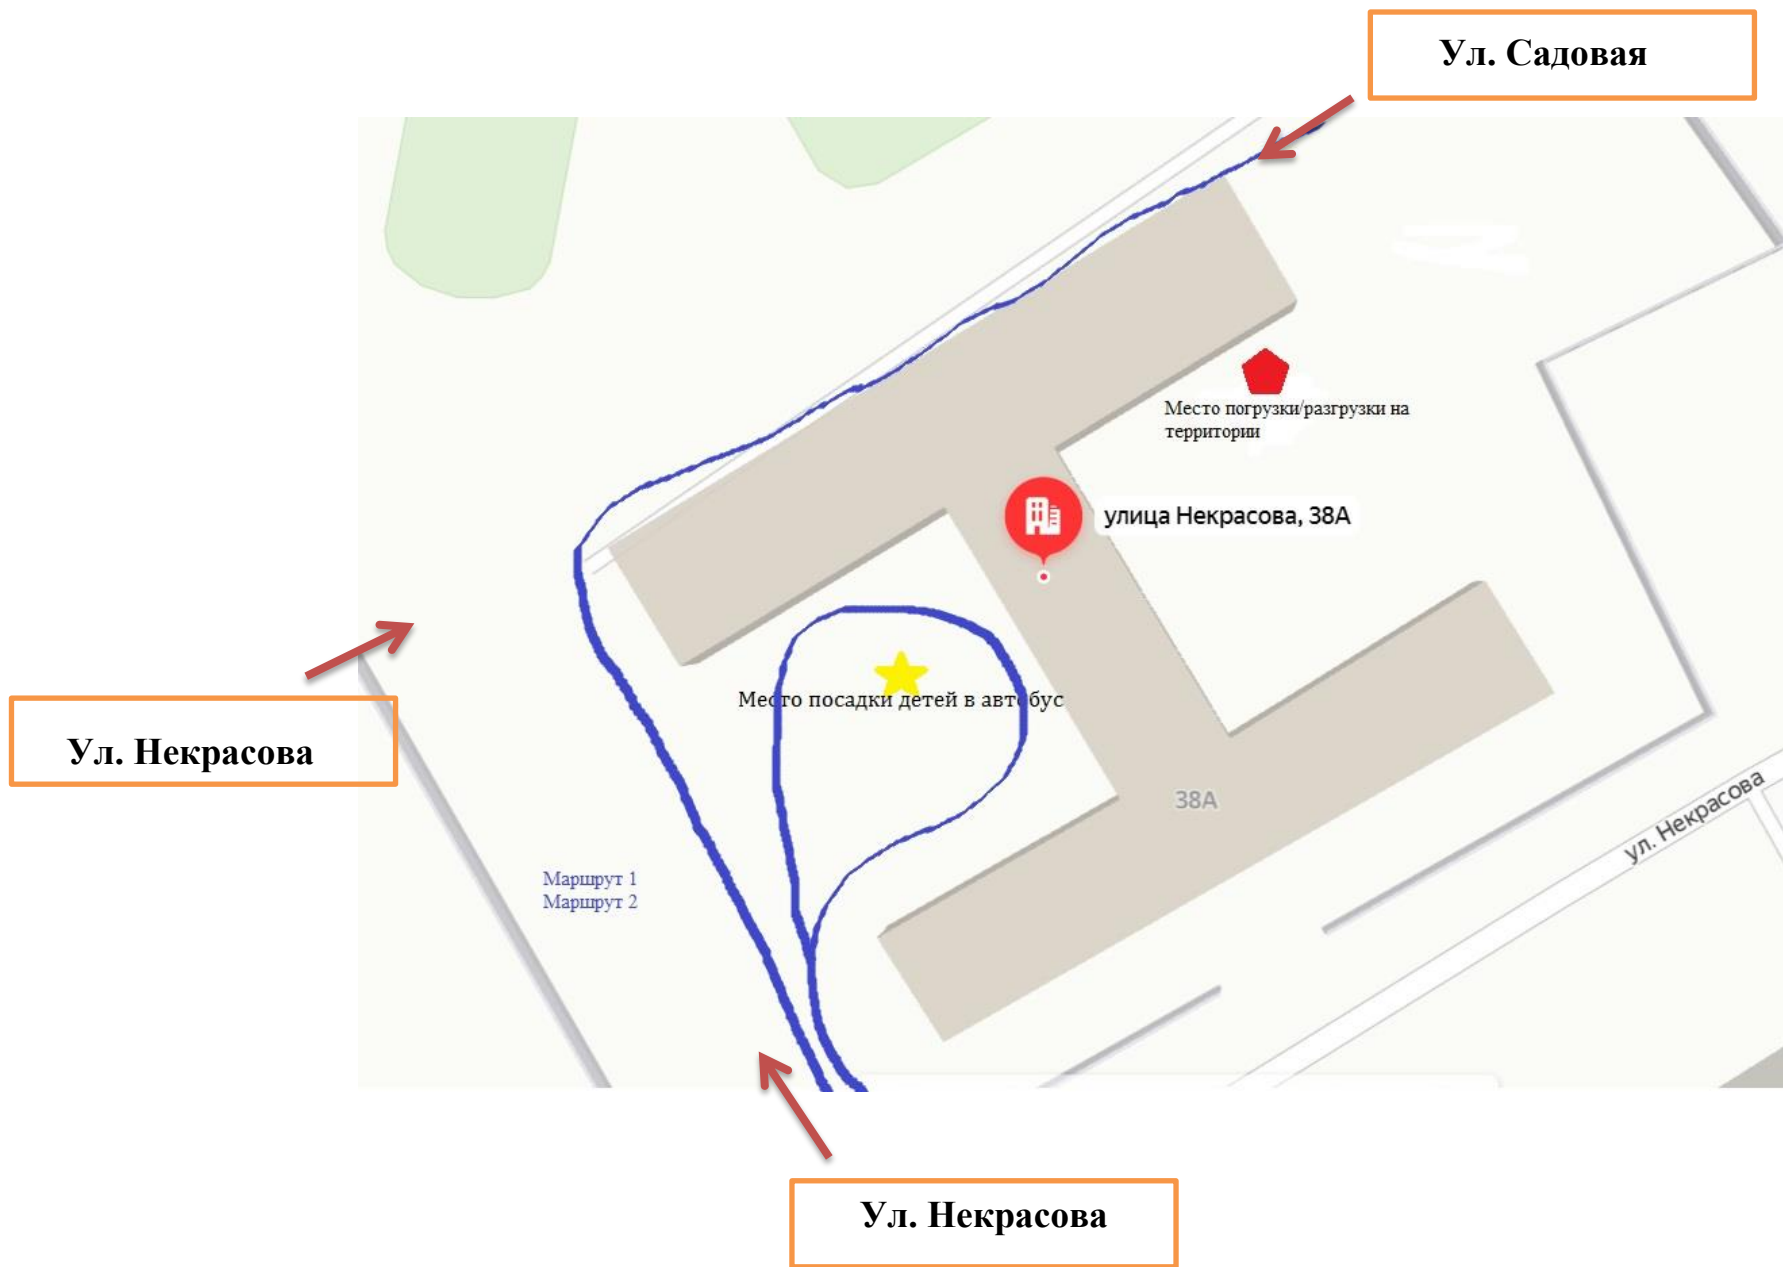 Ул. Садовая
Место погрузки/разгрузки на
территории
улица Некрасова, 38А
Место посадки детей в автобус
Ул. Некрасова
38А
ул. Некрасова
Маршрут 1
Маршрут 2
Ул. Некрасова